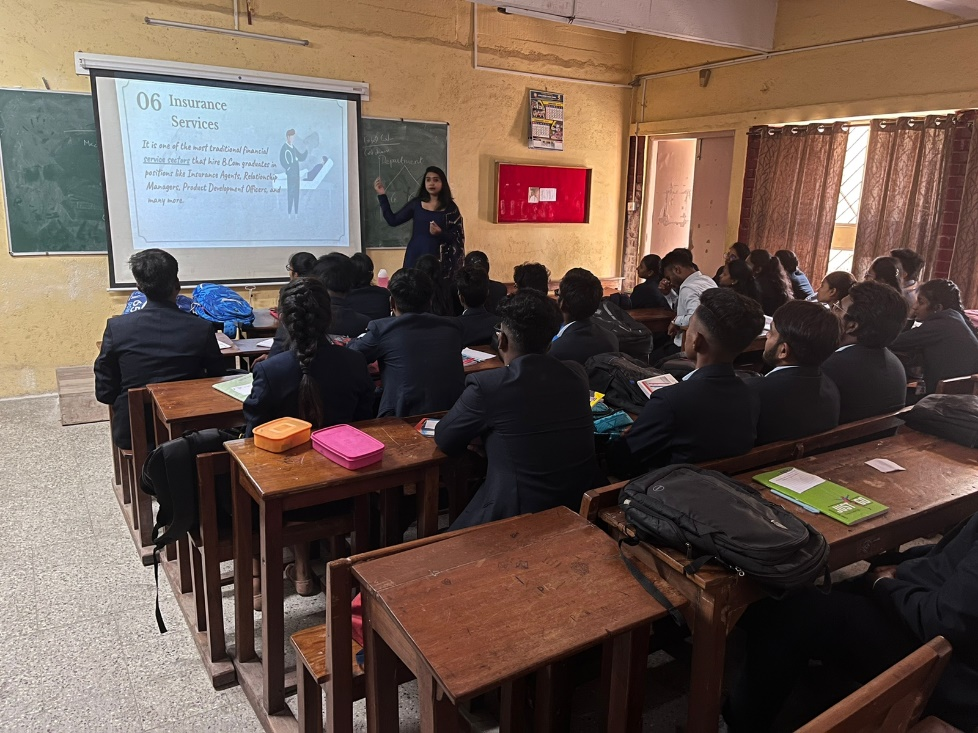 06 Insurance
Services
It is one of the most traditional financial
service sectors that hire B.Com graduates in
positions like Insurance Agents, Relationship
Managers, Product Development Officers, and
many more.
Department